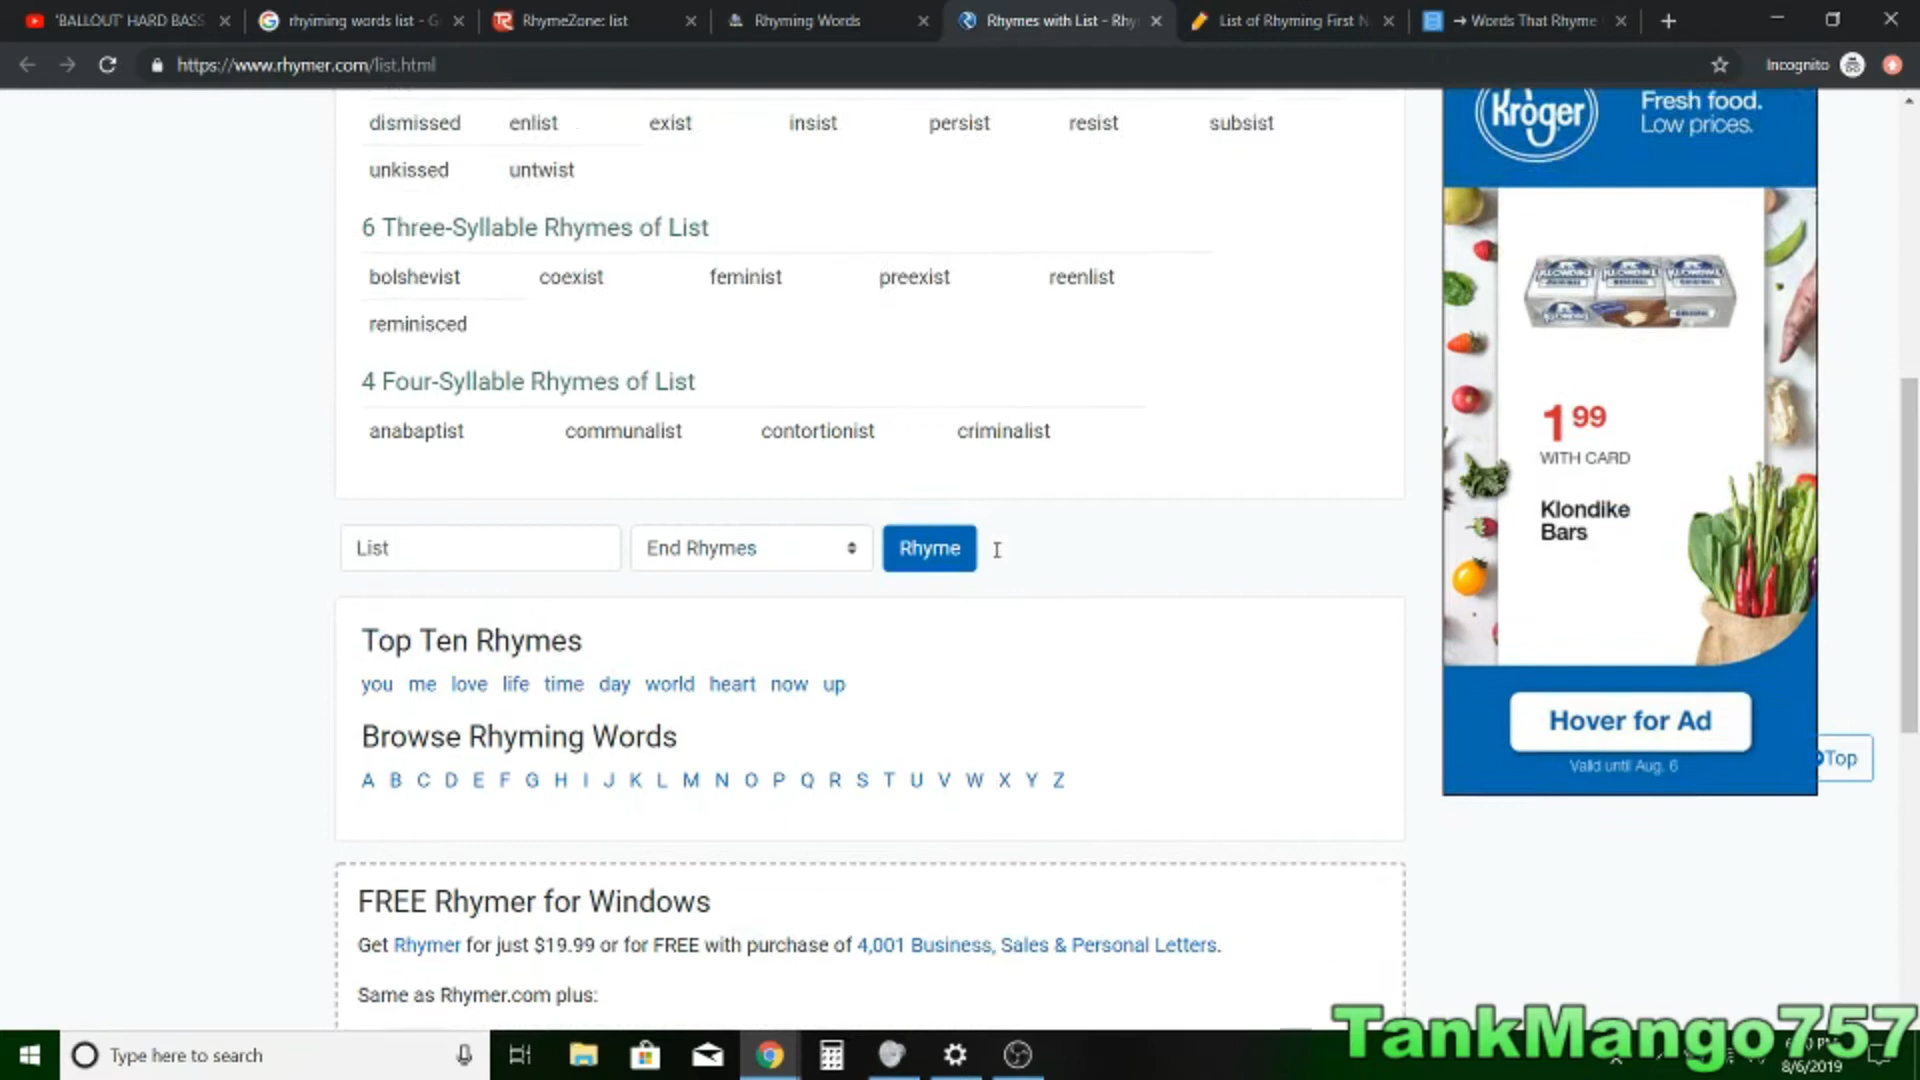 'BALLOUT' HARD BASS
rhyiming words list - G
RhymeZone: list
Rhyming Words
Rhymes with List - Rhy
List of Rhyming First N
→ Words That Rhyme
https://www.rhymer.com/list.html
Incognito
dismissed enlist exist insist persist resist subsist
unkissed untwist
6 Three-Syllable Rhymes of List
bolshevist coexist feminist preexist reenlist
reminisced
4 Four-Syllable Rhymes of List
anabaptist communalist contortionist criminalist
List
End Rhymes
Rhyme
Top Ten Rhymes
you me love life time day world heart now up
Browse Rhyming Words
A B C D E F G H I J K L M N O P Q R S T U V W X Y Z
FREE Rhymer for Windows
Get Rhymer for just $19.99 or for FREE with purchase of 4,001 Business, Sales & Personal Letters.
Same as Rhymer.com plus:
Kroger
Fresh food.
Low prices.
KLONDIKE KLONDIKE KLONDIKE
1 99
WITH CARD
Klondike
Bars
Hover for Ad
Valid until Aug. 6
Top
Type here to search
TankMango757
8/6/2019